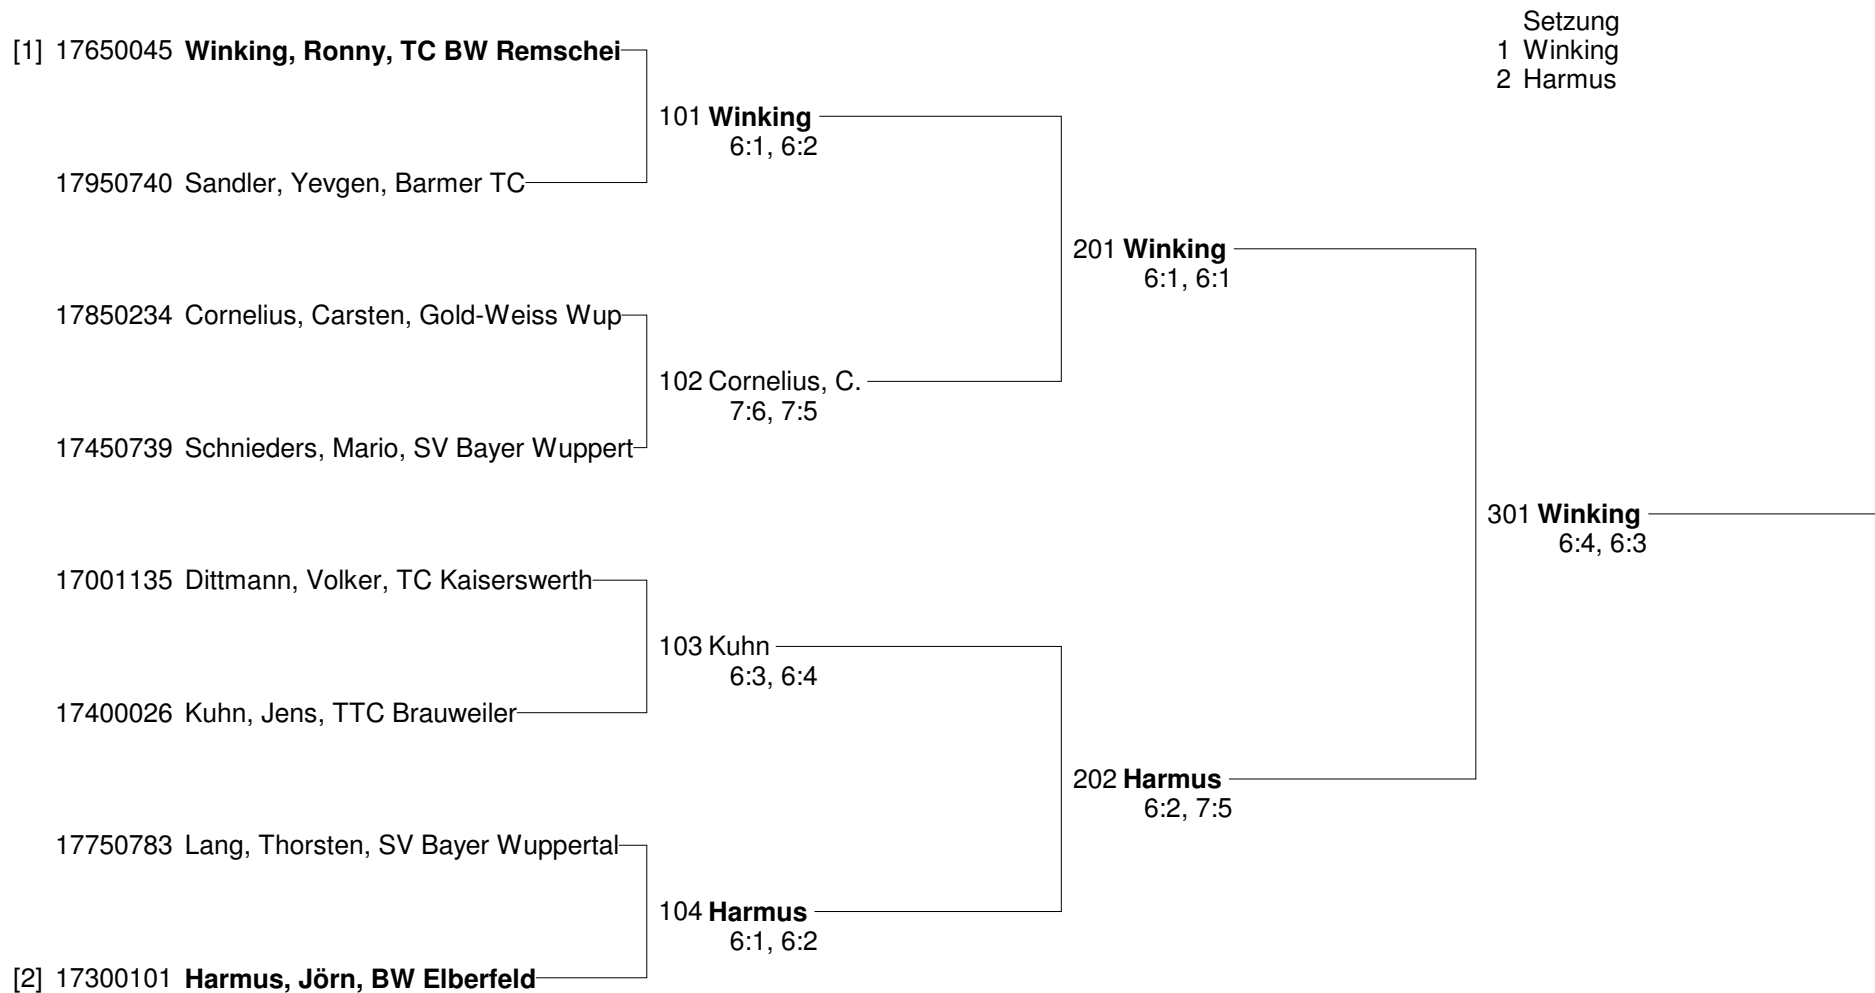 Setzung
1 Winking
2 Harmus
[1] 17650045 Winking, Ronny, TC BW Remschei
101 Winking
6:1, 6:2
17950740 Sandler, Yevgen, Barmer TC
201 Winking
6:1, 6:1
17850234 Cornelius, Carsten, Gold-Weiss Wup
102 Cornelius, C.
7:6, 7:5
17450739 Schnieders, Mario, SV Bayer Wuppert
301 Winking
6:4, 6:3
17001135 Dittmann, Volker, TC Kaiserswerth
103 Kuhn
6:3, 6:4
17400026 Kuhn, Jens, TTC Brauweiler
202 Harmus
6:2, 7:5
17750783 Lang, Thorsten, SV Bayer Wuppertal
104 Harmus
6:1, 6:2
[2] 17300101 Harmus, Jörn, BW Elberfeld